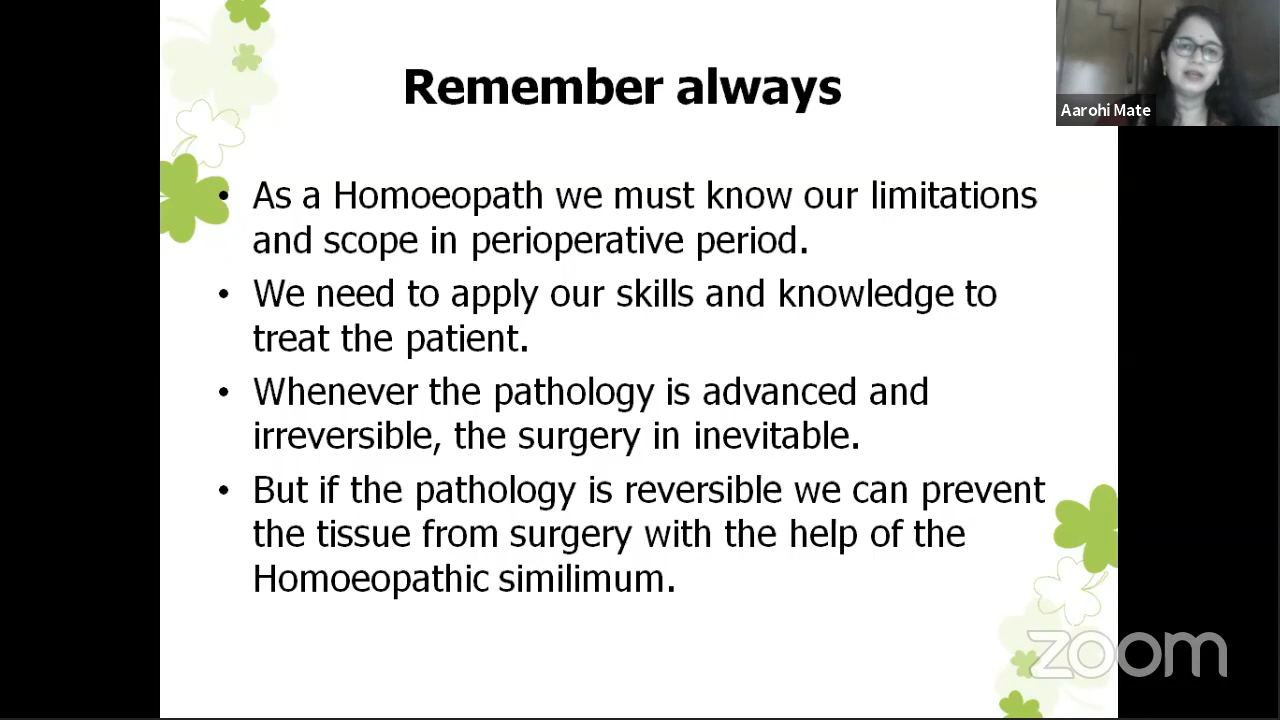 Remember always
Aarohi Mate
• As a Homoeopath we must know our limitations
and scope in perioperative period.
• We need to apply our skills and knowledge to
treat the patient.
• Whenever the pathology is advanced and
irreversible, the surgery in inevitable.
• But if the pathology is reversible we can prevent
the tissue from surgery with the help of the
Homoeopathic similimum.
zoom